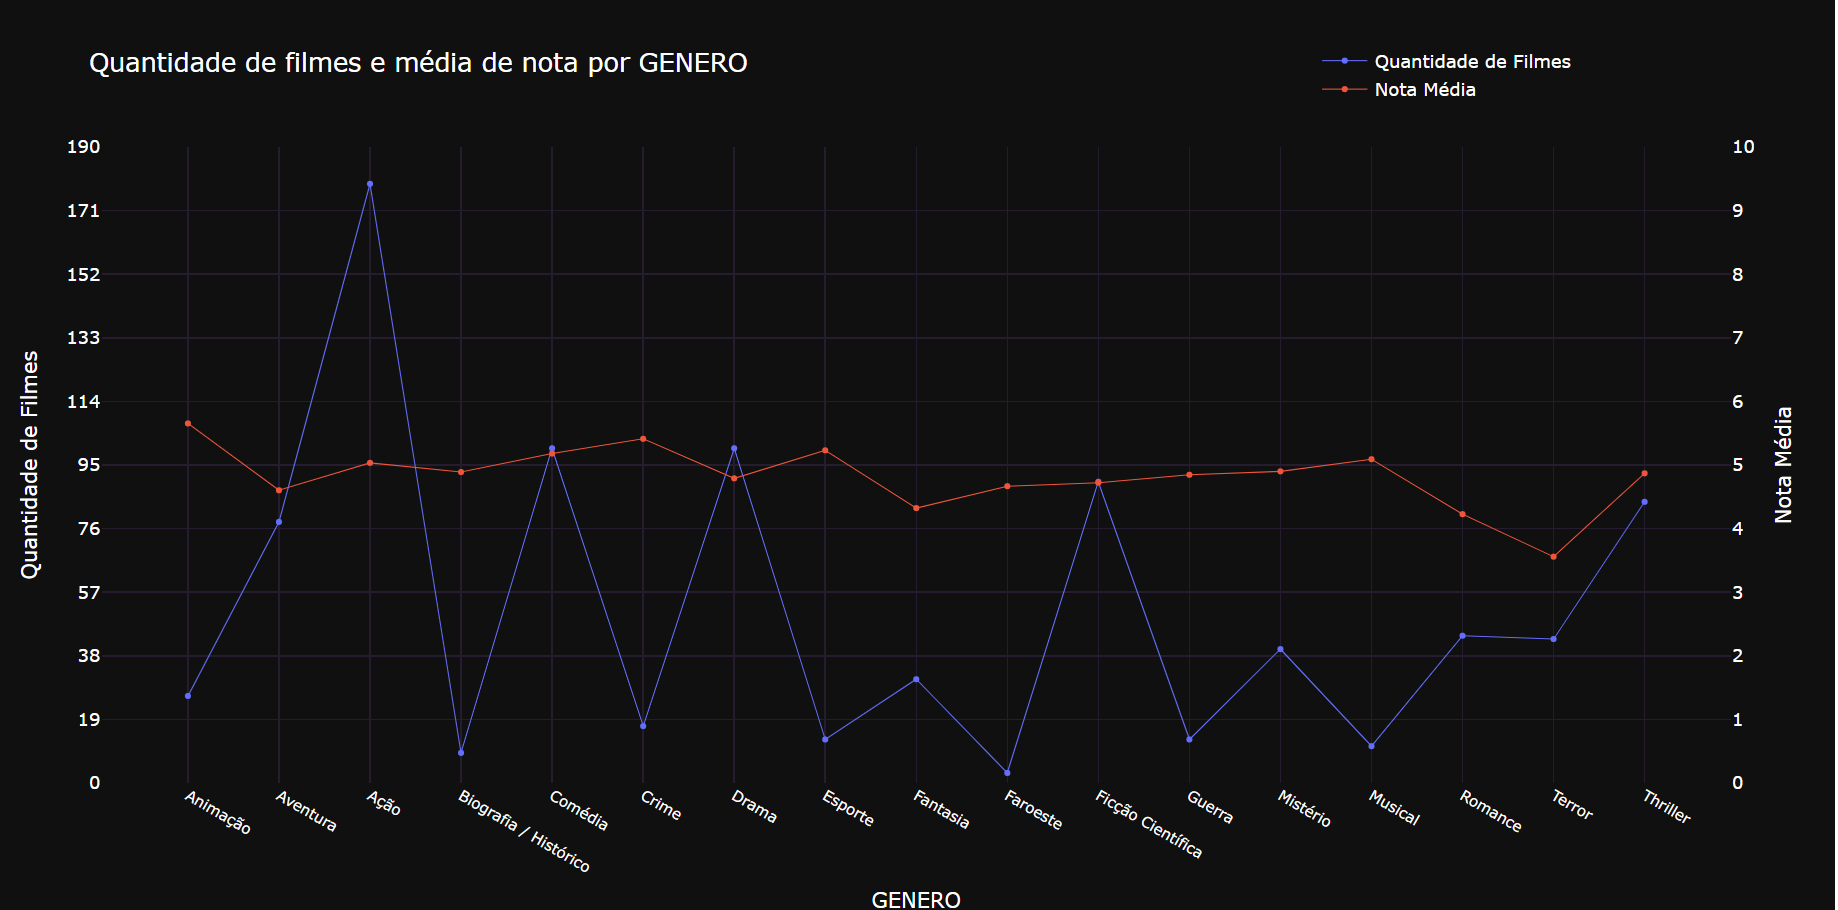 Quantidade de filmes e média de nota por GENERO
Quantidade de Filmes
Nota Média
190
171
152
133
114
95
76
57
38
19
0
Quantidade de Filmes
10
9
8
7
6
5
4
3
2
1
0
Nota Média
Animação
Aventura
Ação
Biografia / Histórico
Comédia
Crime
Drama
Esporte
Fantasia
Faroeste
Ficção Científica
Guerra
Mistério
Musical
Romance
Terror
Thriller
GENERO